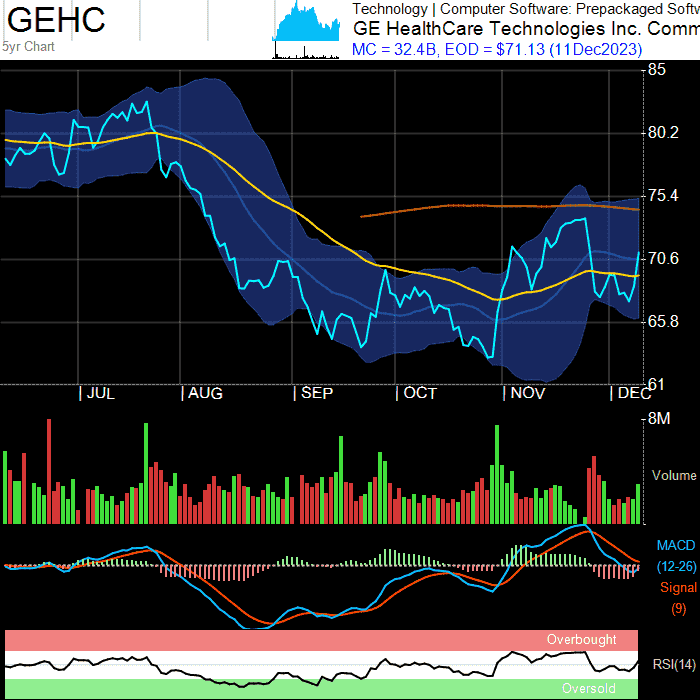 GEHC
5yr Chart
Technology | Computer Software: Prepackaged Softw
GE HealthCare Technologies Inc. Comm
MC = 32.4B, EOD = $71.13 (11Dec2023)
85
80.2
75.4
70.6
65.8
61
JUL AUG SEP OCT NOV DEC
8M
Volume
MACD
(12-26)
Signal
(9)
Overbought
RSI(14)
Oversold